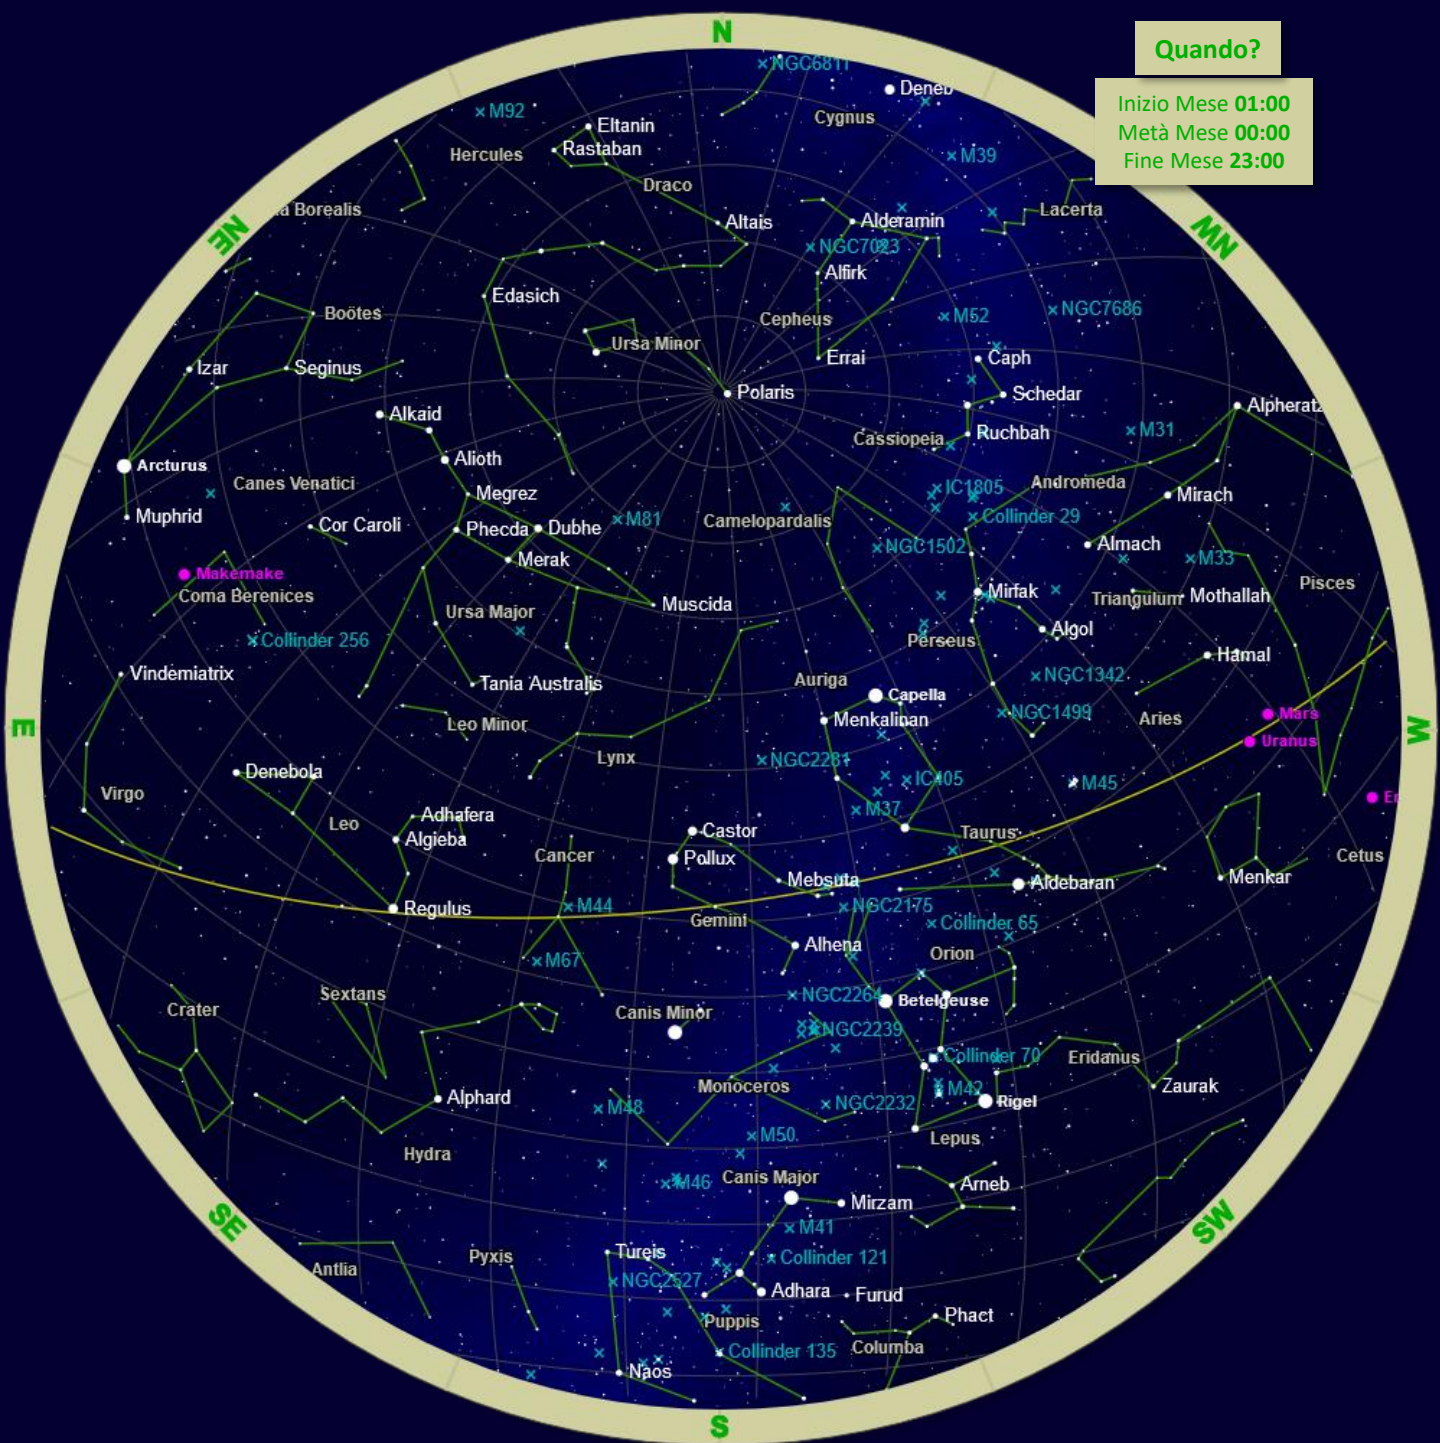 N
Quando?
Inizio Mese 01:00
Metà Mese 00:00
Fine Mese 23:00
NGC6811
Deneb
M92
Cygnus
Eltanin
Rastaban
Hercules
M39
Draco
a Borealis
Lacerta
NE
Altais
Alderamin
NW
NGC7023
Alfirk
Edasich
Boötes
Cepheus
M52
NGC7686
Ursa Minor
Errai
Caph
Izar
Seginus
Polaris
Schedar
Alpheratz
Alkaid
Cassiopeia
Ruchbah
M31
Arcturus
Alioth
Canes Venatici
Megrez
IC1805
Andromeda
Mirach
Muphrid
Cor Caroli
Phecda
Dubhe
M81
Camelopardalis
Collinder 29
Merak
NGC1502
Almach
M33
Makemake
Coma Berenices
Pisces
Ursa Major
Muscida
Mirfak
Triangulum
Mothallah
Collinder 256
Perseus
Algol
Hamal
Vindemiatrix
Tania Australis
Auriga
Capella
NGC1342
E
Leo Minor
Menkalinan
NGC1499
Aries
Mars
W
Uranus
Lynx
NGC2281
Denebola
IC405
M45
Virgo
Er
Leo
Adhafera
M37
Algieba
Castor
Taurus
Cancer
Pollux
Cetus
Mebsuta
Aldebaran
Menkar
Regulus
M44
NGC2175
Gemini
Collinder 65
Alhena
Orion
M67
Sextans
NGC2264
Betelgeuse
Crater
Canis Minor
NGC2239
Collinder 70
Eridanus
Monoceros
M42
Zaurak
Alphard
M48
NGC2232
Rigel
M50
Lepus
Hydra
M46
Canis Major
Arneb
Mirzam
SE
M41
SW
Tureis
Pyxis
Collinder 121
Antlia
NGC2527
Adhara
Furud
Puppis
Phact
Collinder 135
Columba
Naos
S